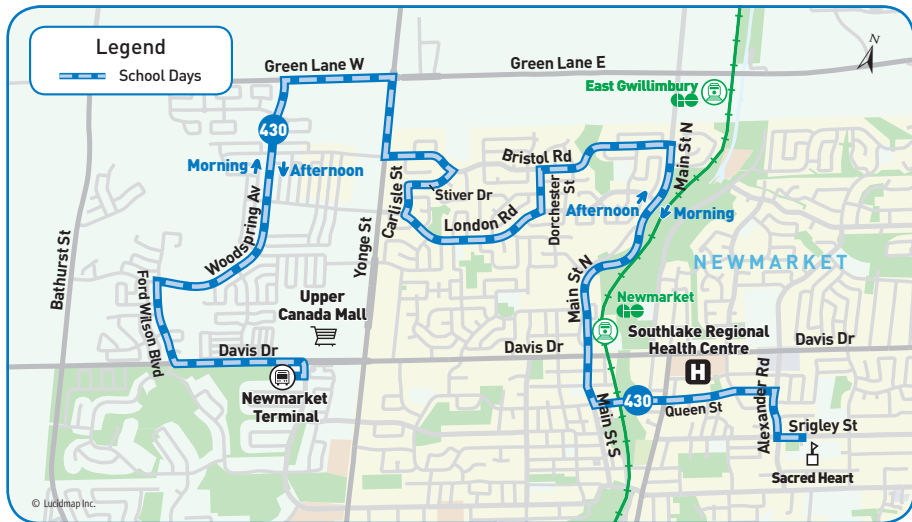 Legend
School Days
N
Green Lane W
Green Lane E
East Gwillimbury
430
Morning
Afternoon
Bristol Rd
Main St N
Stiver Dr
Carlisle St
Dorchester
St
London Rd
Afternoon
Morning
Woodspring Av
Yonge St
Bathurst St
Ford Wilson Blvd
NEWMARKET
Main St N
Newmarket
Upper
Canada Mall
Southlake Regional
Health Centre
H
Davis Dr
Davis Dr
Newmarket
Terminal
Main St S
430
Queen St
Alexander Rd
Srigley St
Sacred Heart
© Lucidmap Inc.